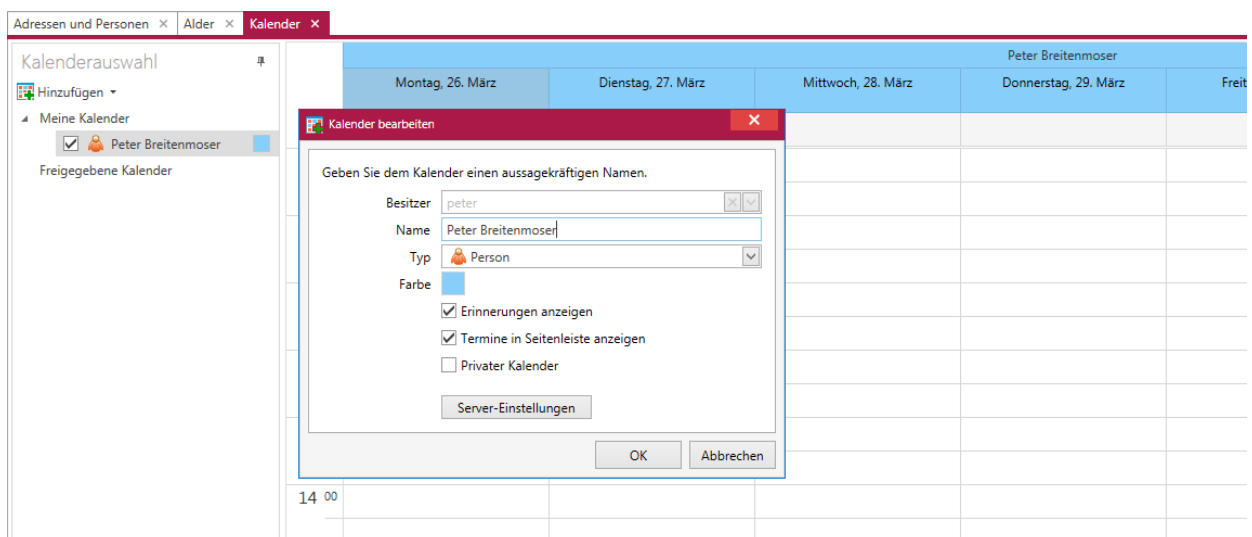 Adressen und Personen × Alder × Kalender ×
Kalenderauswahl
Hinzufügen
Meine Kalender
Peter Breitenmoser
Freigegebene Kalender
Peter Breitenmoser
Montag, 26. März Dienstag, 27. März Mittwoch, 28. März Donnerstag, 29. März Freit
Kalender bearbeiten
Geben Sie dem Kalender einen aussagekräftigen Namen.
Besitzer peter
Name Peter Breitenmoser
Typ Person
Farbe
Erinnerungen anzeigen
Termine in Seitenleiste anzeigen
Privater Kalender
Server-Einstellungen
OK Abbrechen
14 00